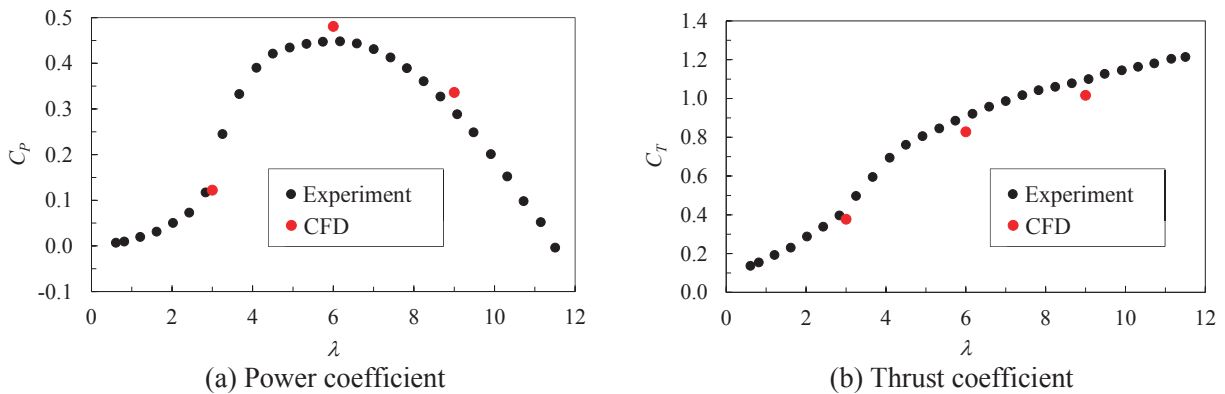 0.5
0.4
0.3
0.2
0.1
0.0
-0.1
C_P
Experiment
CFD
0 2 4 6 8 10 12
λ
(a) Power coefficient
1.4
1.2
1.0
0.8
0.6
0.4
0.2
0.0
C_T
Experiment
CFD
0 2 4 6 8 10 12
λ
(b) Thrust coefficient